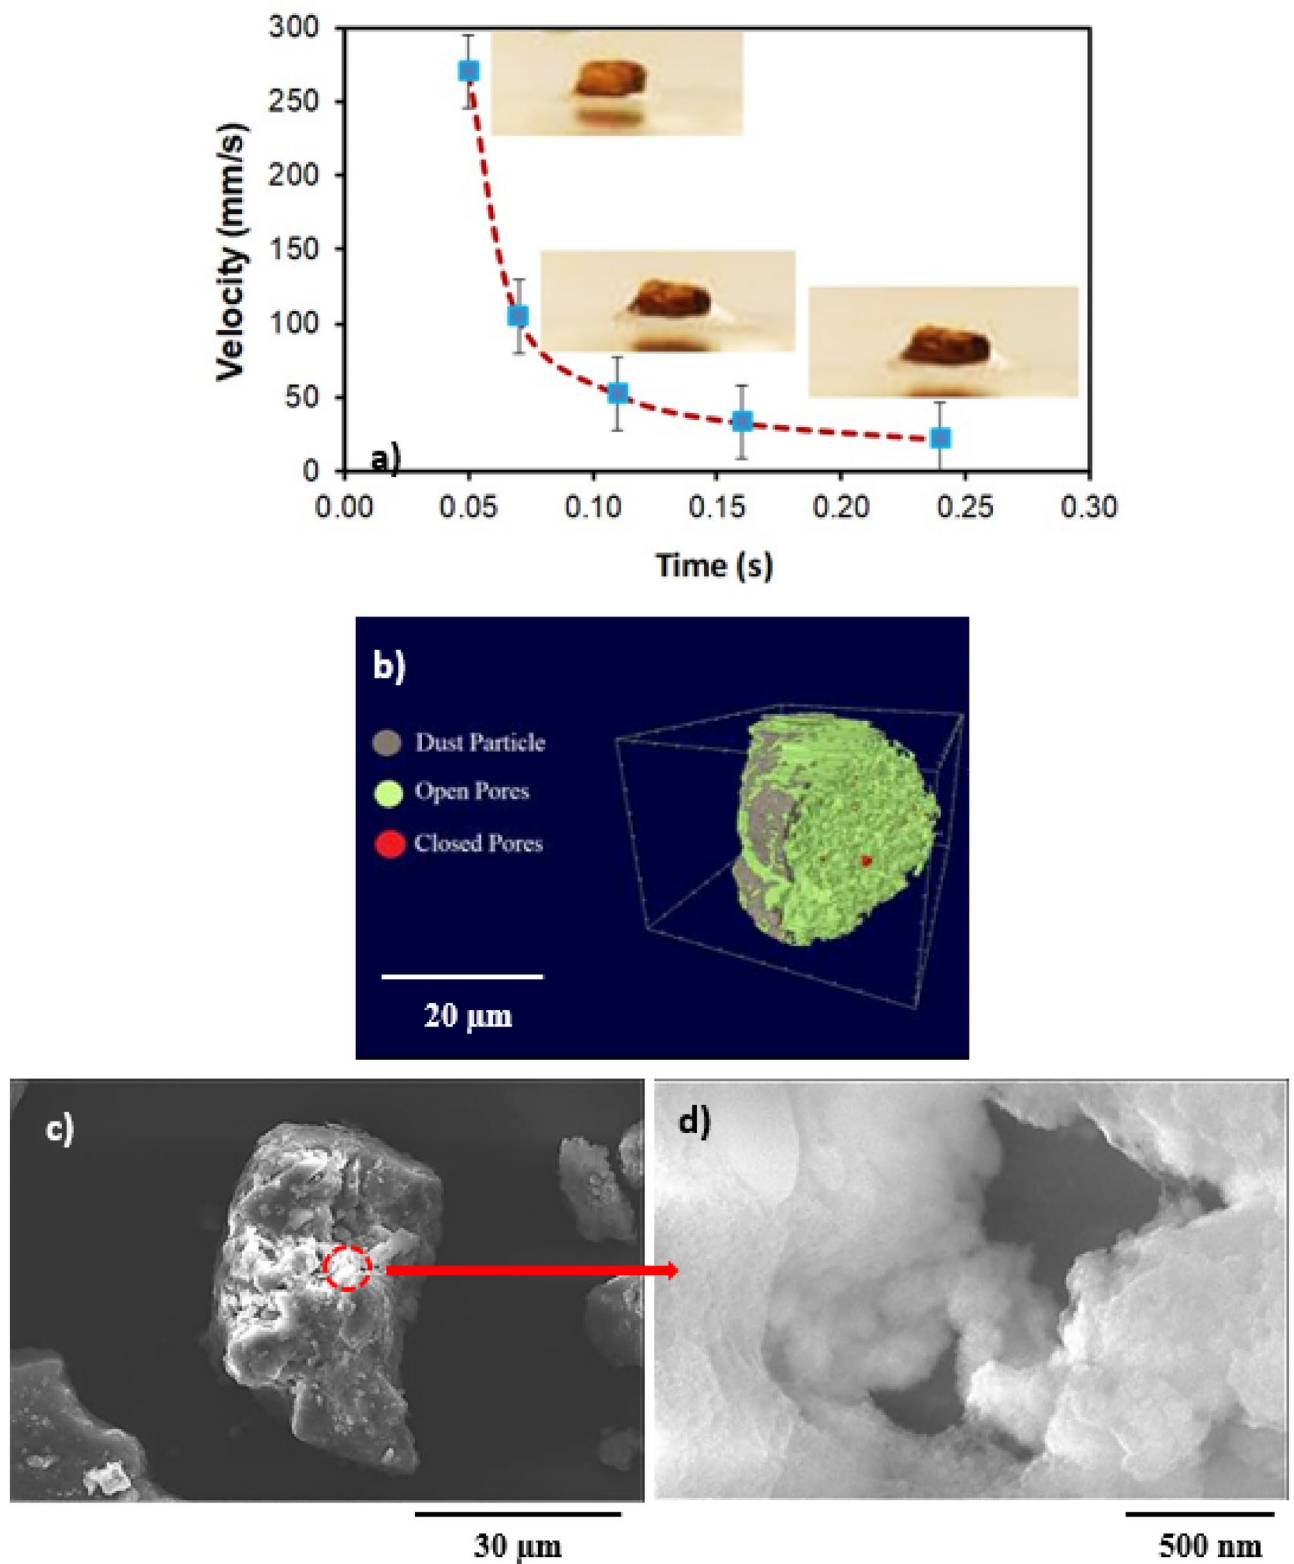 300
250
200
150
100
50
0
Velocity (mm/s)
a)
0.00 0.05 0.10 0.15 0.20 0.25 0.30
Time (s)
b)
Dust Particle
Open Pores
Closed Pores
20 μm
c)
d)
30 μm
500 nm